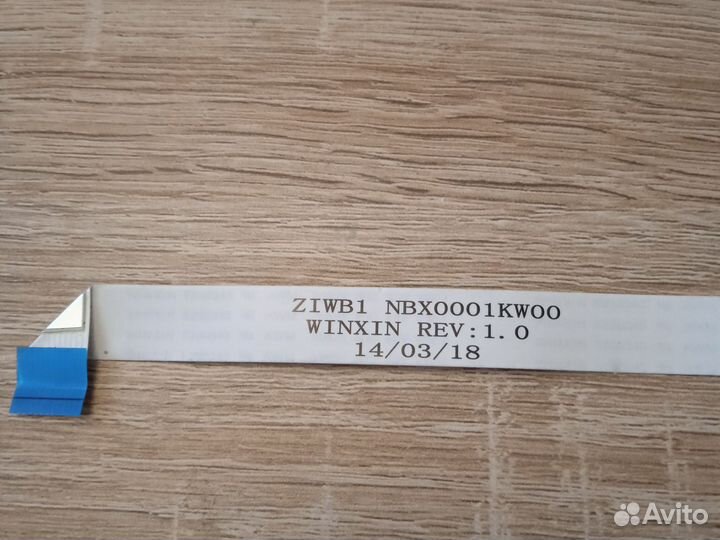 ZIWB1 NBX0001KW00
WINXIN REV:1.0
14/03/18
Avito